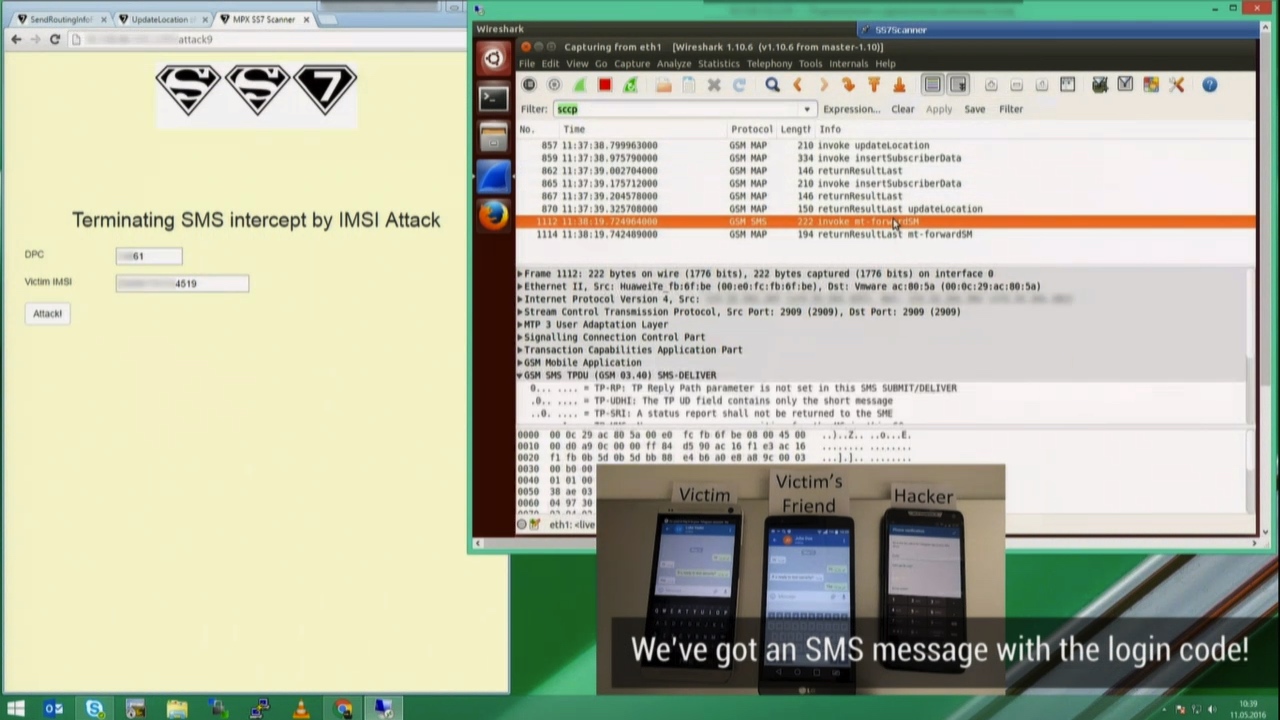 SendRoutingInfo
UpdateLocation
MPX SS7 Scanner
attack9
S S 7
Terminating SMS intercept by IMSI Attack
DPC
61
Victim IMSI
4519
Attack!
Wireshark
SS7Scanner
Capturing from eth1 [Wireshark 1.10.6 (v1.10.6 from master-1.10)]
File Edit View Go Capture Analyze Statistics Telephony Tools Internals Help
Filter: sccp Expression... Clear Apply Save Filter
No. Time Protocol Length Info
857 11:37:38.799963000 GSM MAP 210 invoke updateLocation
859 11:37:38.975790000 GSM MAP 334 invoke insertSubscriberData
862 11:37:39.002704000 GSM MAP 146 returnResultLast
865 11:37:39.175712000 GSM MAP 210 invoke insertSubscriberData
867 11:37:39.204578000 GSM MAP 146 returnResultLast
870 11:37:39.325708000 GSM MAP 150 returnResultLast updateLocation
1112 11:38:19.724964000 GSM SMS 222 invoke mt-forwardSM
1114 11:38:19.742489000 GSM MAP 194 returnResultLast mt-forwardSM
Frame 1112: 222 bytes on wire (1776 bits), 222 bytes captured (1776 bits) on interface 0
Ethernet II, Src: HuaweiTe_fb:6f:be (00:e0:fc:fb:6f:be), Dst: Vmware_ac:80:5a (00:0c:29:ac:80:5a)
Internet Protocol Version 4, Src:
Stream Control Transmission Protocol, Src Port: 2909 (2909), Dst Port: 2909 (2909)
MTP 3 User Adaptation Layer
Signalling Connection Control Part
Transaction Capabilities Application Part
GSM Mobile Application
GSM SMS TPDU (GSM 03.40) SMS-DELIVER
0... .... = TP-RP: TP Reply Path parameter is not set in this SMS SUBMIT/DELIVER
.0.. .... = TP-UDHI: The TP UD field contains only the short message
..0. .... = TP-SRI: A status report shall not be returned to the SME
0000 00 0c 29 ac 80 5a 00 e0 fc fb 6f be 08 00 45 00 ..)..Z.. ..o...E.
0010 00 d0 a9 0c 00 00 ff 84 d5 90 ac 16 f1 e3 ac 16
0020 f1 fb 0b 5d 0b 5d bb 88 e4 b6 a0 e8 a8 9c 00 03
0030 00 b0 00
0040 01 01 00
0050 38 ae 03
0060 04 97 30
eth1: <live
Victim
Victim's
Friend
Hacker
We've got an SMS message with the login code!
10:39
11.05.2016